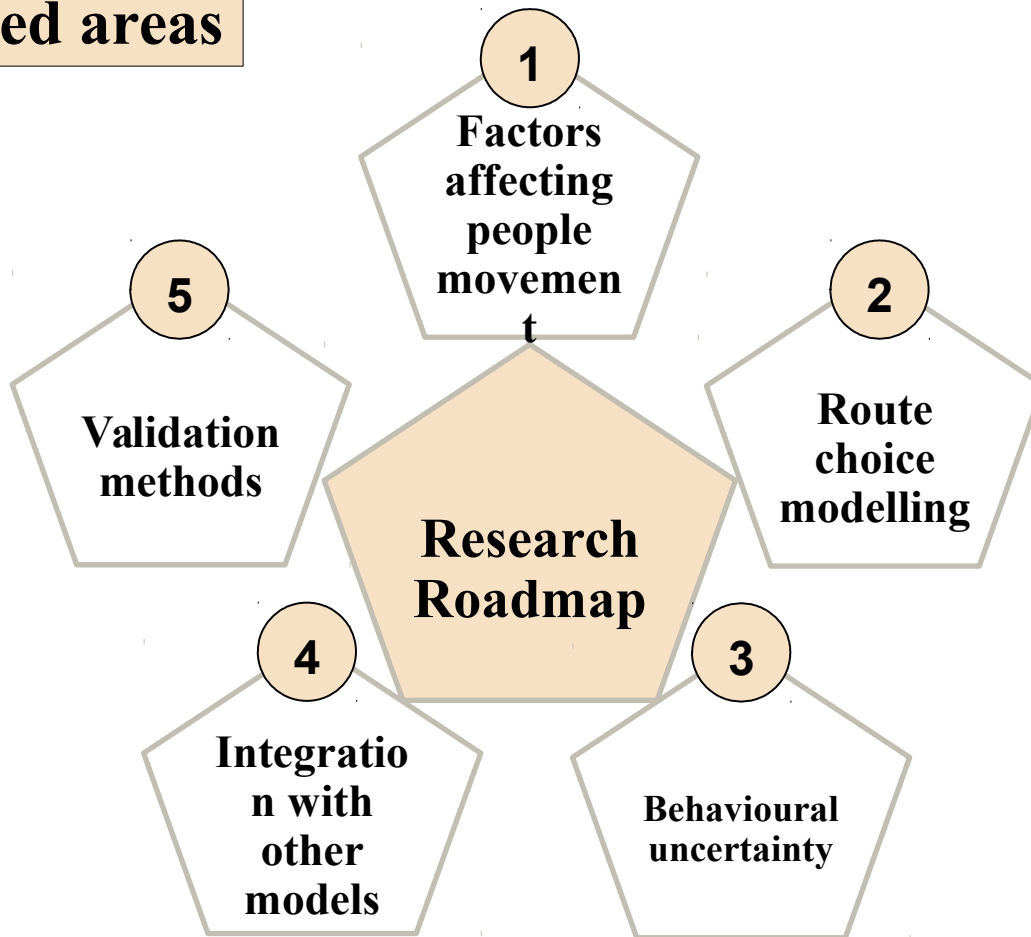 ed areas
1
Factors
affecting
people
movemen
t
2
Route
choice
modelling
3
Behavioural
uncertainty
4
Integratio
n with
other
models
5
Validation
methods
Research
Roadmap